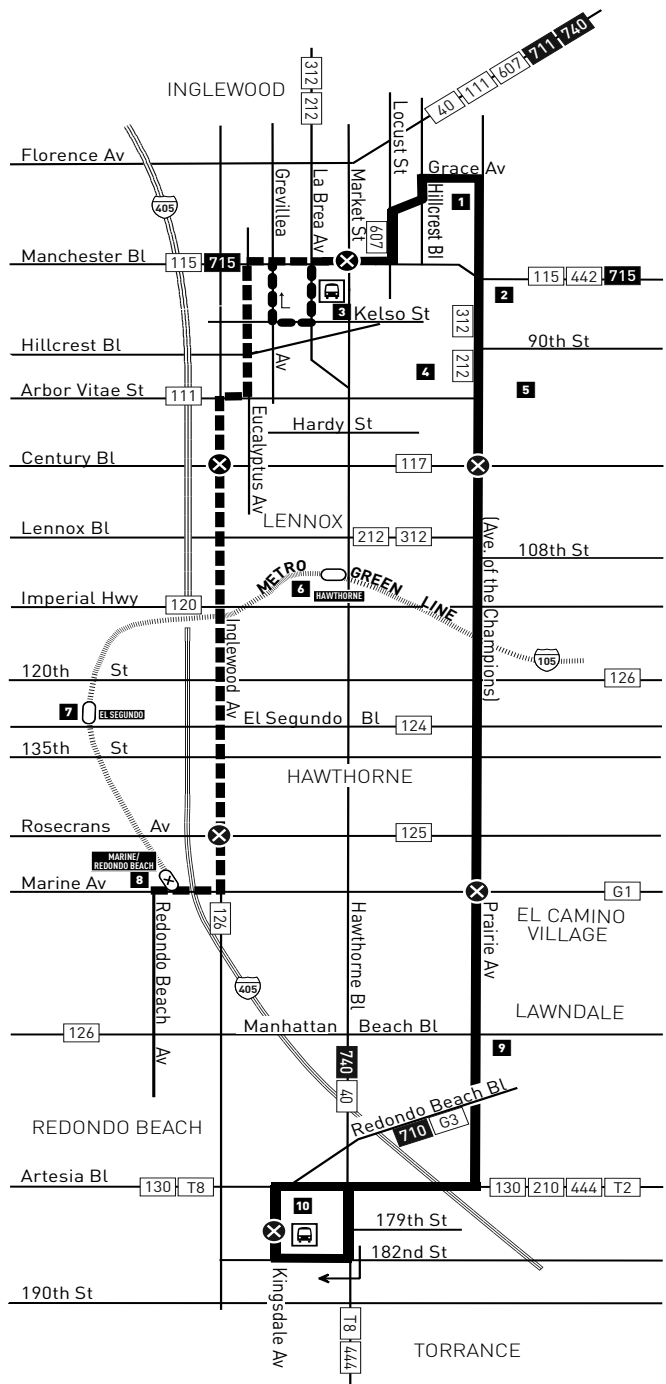 40 111 607 711 740
INGLEWOOD
312
212
Locust St
Florence Av
Grevillea
La Brea Av
Market St
Grace Av
Hillcrest Bl
1
405
607
Manchester Bl
115 715
115 442 715
2
3
Kelso St
312
90th St
Hillcrest Bl
Av
4
212
5
Arbor Vitae St
111
Eucalyptus Av
Hardy St
Century Bl
117
LENNOX
Lennox Bl
212 312
(Ave. of the Champions)
108th St
METRO GREEN LINE
6
HAWTHORNE
Imperial Hwy
120
Inglewood Av
105
120th St
126
7
EL SEGUNDO
El Segundo Bl
124
135th St
HAWTHORNE
Rosecrans Av
125
MARINE/
REDONDO BEACH
8
Marine Av
G1
Redondo Beach Av
126
Hawthorne Bl
Prairie Av
EL CAMINO
VILLAGE
405
LAWNDALE
126
Manhattan Beach Bl
740
9
40
Redondo Beach Bl
REDONDO BEACH
710 G3
Artesia Bl
130 T8
130 210 444 T2
10
179th St
182nd St
Kingsdale Av
190th St
T8
444
TORRANCE